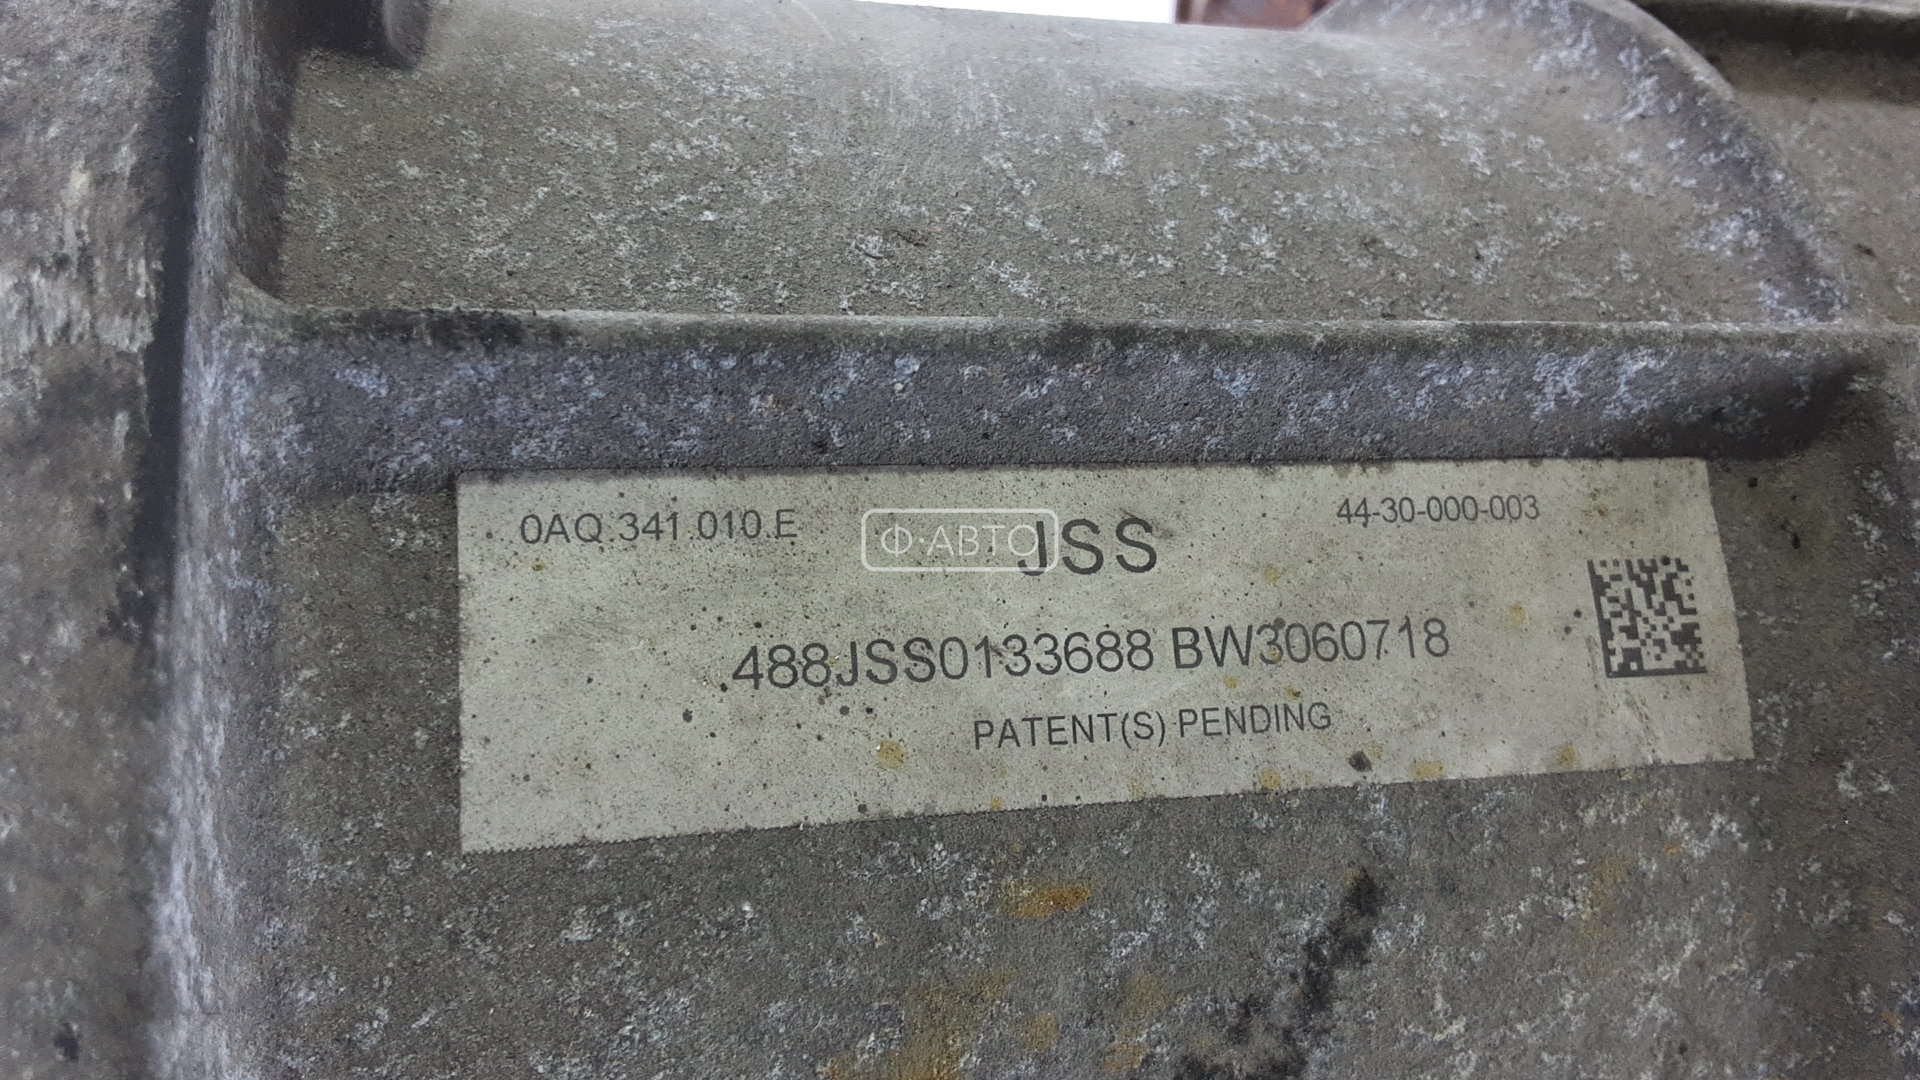 0AQ.341.010.E
JSS
44-30-000-003
Ф·АВТО
488JSS0133688 BW3060718
PATENT(S) PENDING